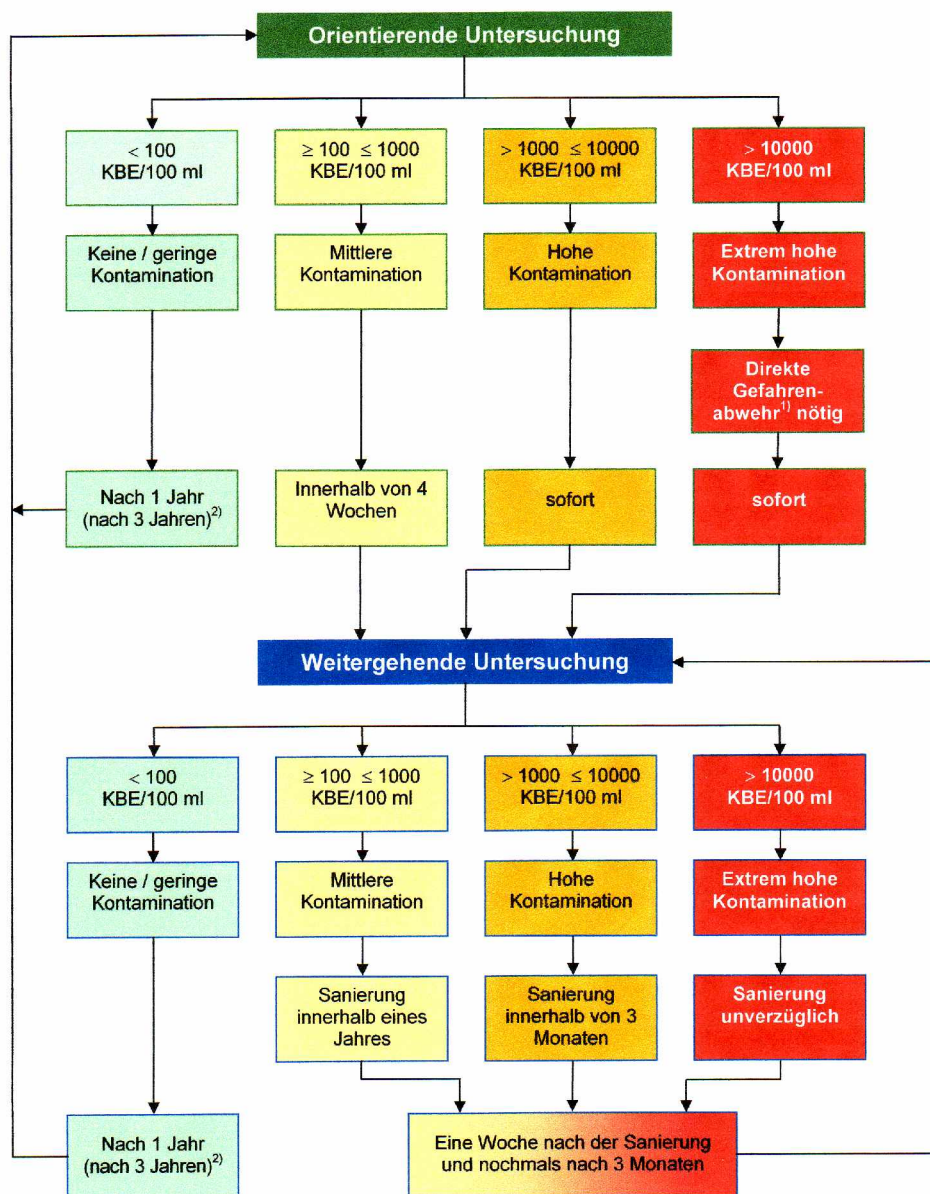 Orientierende Untersuchung
< 100
KBE/100 ml
≥ 100 ≤ 1000
KBE/100 ml
> 1000 ≤ 10000
KBE/100 ml
> 10000
KBE/100 ml
Keine / geringe
Kontamination
Mittlere
Kontamination
Hohe
Kontamination
Extrem hohe
Kontamination
Direkte
Gefahren-
abwehr1) nötig
Nach 1 Jahr
(nach 3 Jahren)2)
Innerhalb von 4
Wochen
sofort
sofort
Weitergehende Untersuchung
< 100
KBE/100 ml
≥ 100 ≤ 1000
KBE/100 ml
> 1000 ≤ 10000
KBE/100 ml
> 10000
KBE/100 ml
Keine / geringe
Kontamination
Mittlere
Kontamination
Hohe
Kontamination
Extrem hohe
Kontamination
Sanierung
innerhalb eines
Jahres
Sanierung
innerhalb von 3
Monaten
Sanierung
unverzüglich
Nach 1 Jahr
(nach 3 Jahren)2)
Eine Woche nach der Sanierung
und nochmals nach 3 Monaten